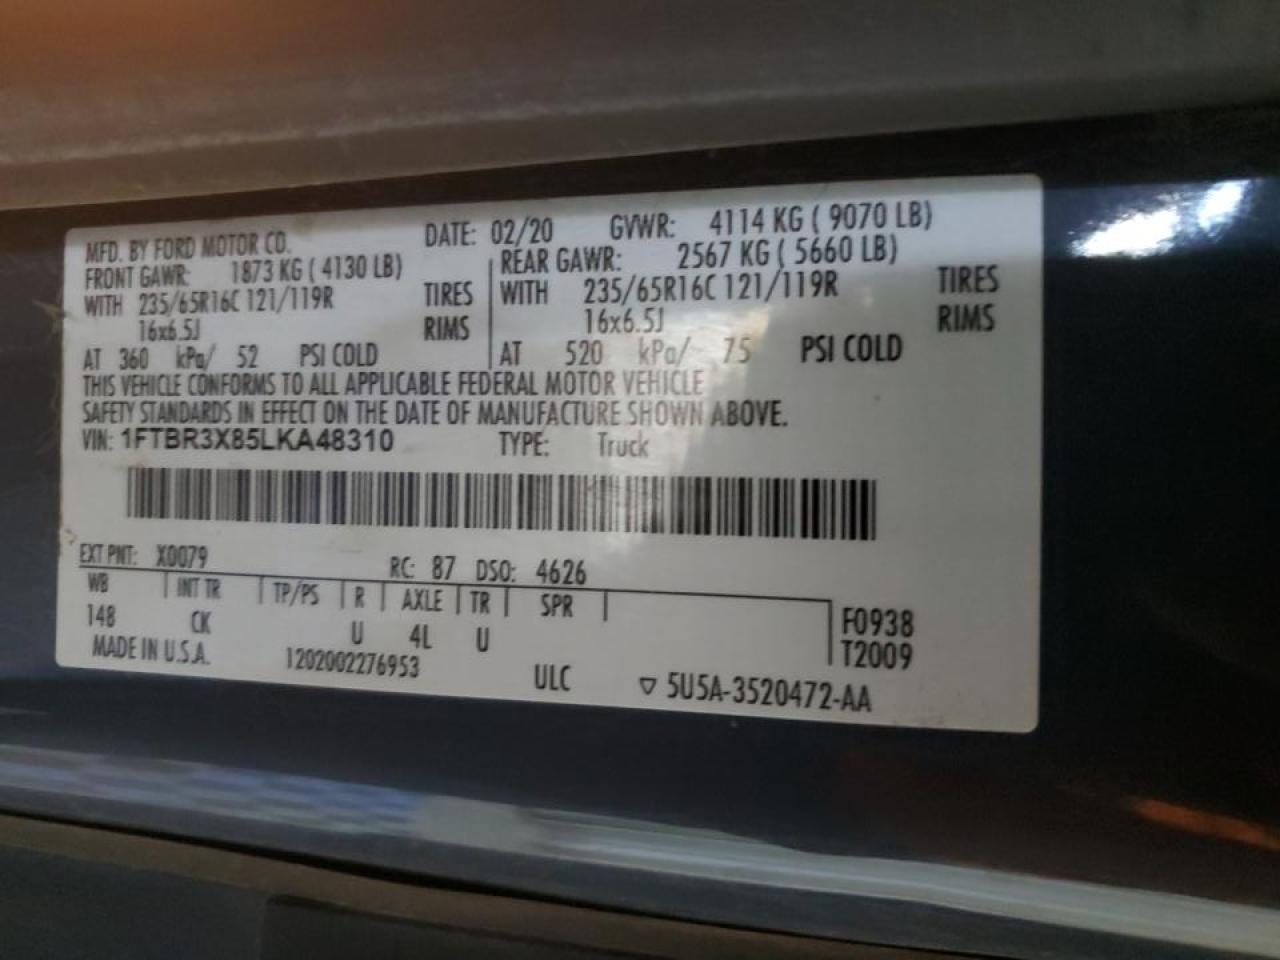 MFD. BY FORD MOTOR CO. DATE: 02/20 GVWR: 4114 KG ( 9070 LB)
FRONT GAWR: 1873 KG ( 4130 LB) REAR GAWR: 2567 KG ( 5660 LB)
WITH 235/65R16C 121/119R TIRES WITH 235/65R16C 121/119R TIRES
16x6.5J RIMS 16x6.5J RIMS
AT 360 kPa/ 52 PSI COLD AT 520 kPa/ 75 PSI COLD
THIS VEHICLE CONFORMS TO ALL APPLICABLE FEDERAL MOTOR VEHICLE
SAFETY STANDARDS IN EFFECT ON THE DATE OF MANUFACTURE SHOWN ABOVE.
VIN: 1FTBR3X85LKA48310 TYPE: Truck
EXT PNT: X0079 RC: 87 DSO: 4626
WB INT TR TP/PS R AXLE TR SPR F0938
148 CK U 4L U T2009
MADE IN U.S.A. 1202002276953 ULC ▽ 5U5A-3520472-AA